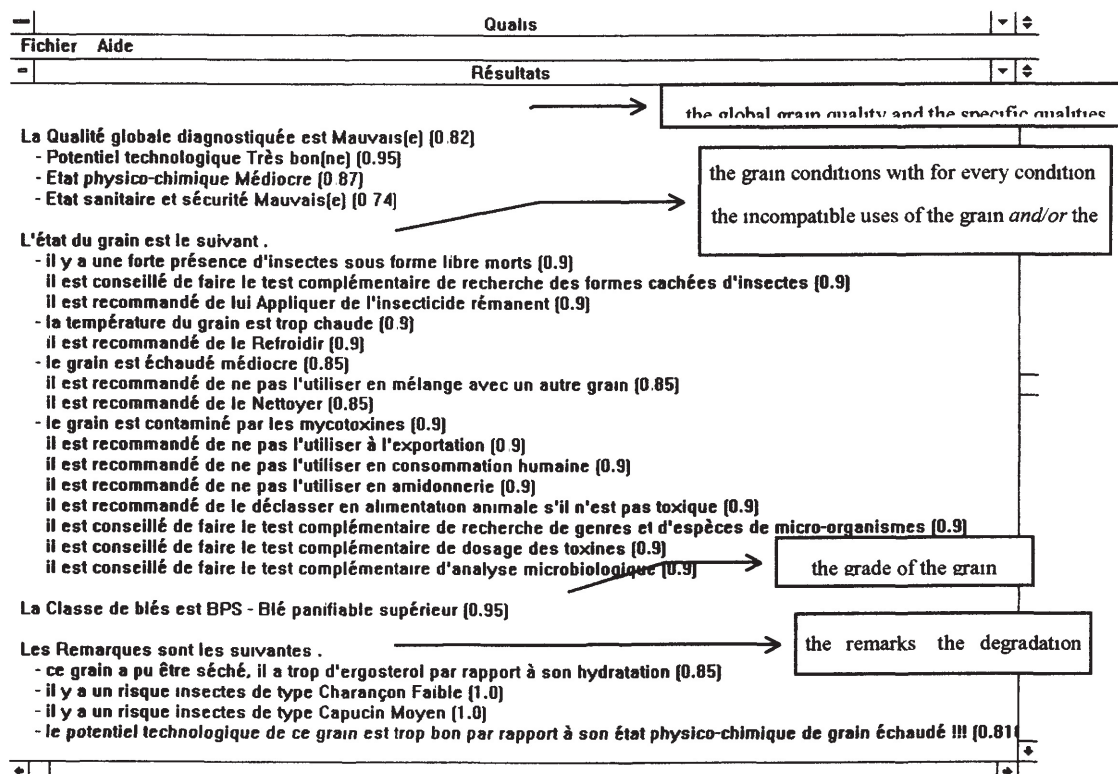 Qualis
Fichier Aide
Résultats
the global grain quality and the specific qualities
La Qualité globale diagnostiquée est Mauvais(e) (0.82)
- Potentiel technologique Très bon(ne) (0.95)
- Etat physico-chimique Médiocre (0.87)
- Etat sanitaire et sécurité Mauvais(e) (0 74)
the grain conditions with for every condition
the incompatible uses of the grain and/or the
L'état du grain est le suivant .
- il y a une forte présence d'insectes sous forme libre morts (0.9)
il est conseillé de faire le test complémentaire de recherche des formes cachées d'insectes (0.9)
il est recommandé de lui Appliquer de l'insecticide rémanent (0.9)
- la température du grain est trop chaude (0.9)
il est recommandé de le Refroidir (0.9)
- le grain est échaudé médiocre (0.85)
il est recommandé de ne pas l'utiliser en mélange avec un autre grain (0.85)
il est recommandé de le Nettoyer (0.85)
- le grain est contaminé par les mycotoxines (0.9)
il est recommandé de ne pas l'utiliser à l'exportation (0.9)
il est recommandé de ne pas l'utiliser en consommation humaine (0.9)
il est recommandé de ne pas l'utiliser en amidonnerie (0.9)
il est recommandé de le déclasser en alimentation animale s'il n'est pas toxique (0.9)
il est conseillé de faire le test complémentaire de recherche de genres et d'espèces de micro-organismes (0.9)
il est conseillé de faire le test complémentaire de dosage des toxines (0.9)
il est conseillé de faire le test complémentaire d'analyse microbiologique (0.9)
the grade of the grain
La Classe de blés est BPS - Blé panifiable supérieur (0.95)
Les Remarques sont les suivantes .
the remarks the degradation
- ce grain a pu être séché, il a trop d'ergosterol par rapport à son hydratation (0.85)
- il y a un risque insectes de type Charançon Faible (1.0)
- il y a un risque insectes de type Capucin Moyen (1.0)
- le potentiel technologique de ce grain est trop bon par rapport à son état physico-chimique de grain échaudé !!! (0.81